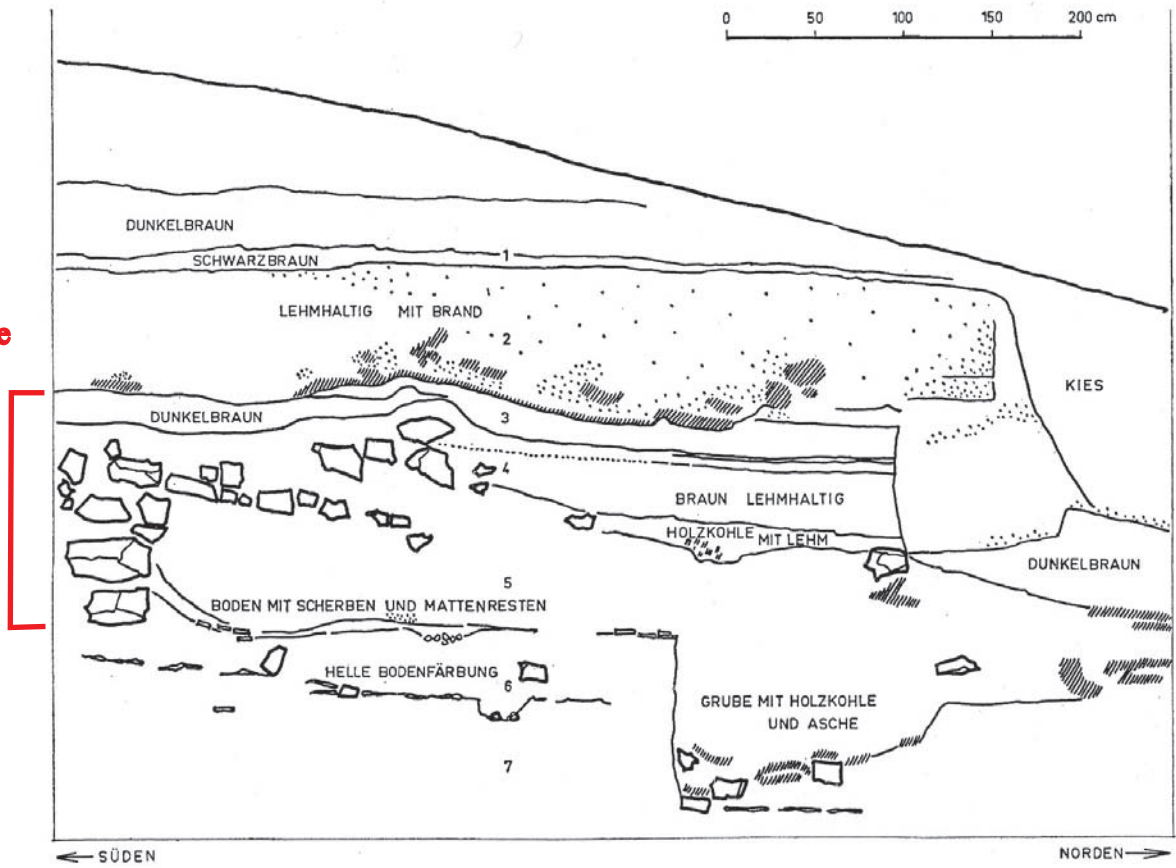 0 50 100 150 200 cm
DUNKELBRAUN
1
SCHWARZBRAUN
LEHMHALTIG MIT BRAND
2
e
KIES
3
DUNKELBRAUN
4
BRAUN LEHMHALTIG
HOLZKOHLE MIT LEHM
DUNKELBRAUN
5
BODEN MIT SCHERBEN UND MATTENRESTEN
HELLE BODENFÄRBUNG
6
GRUBE MIT HOLZKOHLE
UND ASCHE
7
SÜDEN
NORDEN